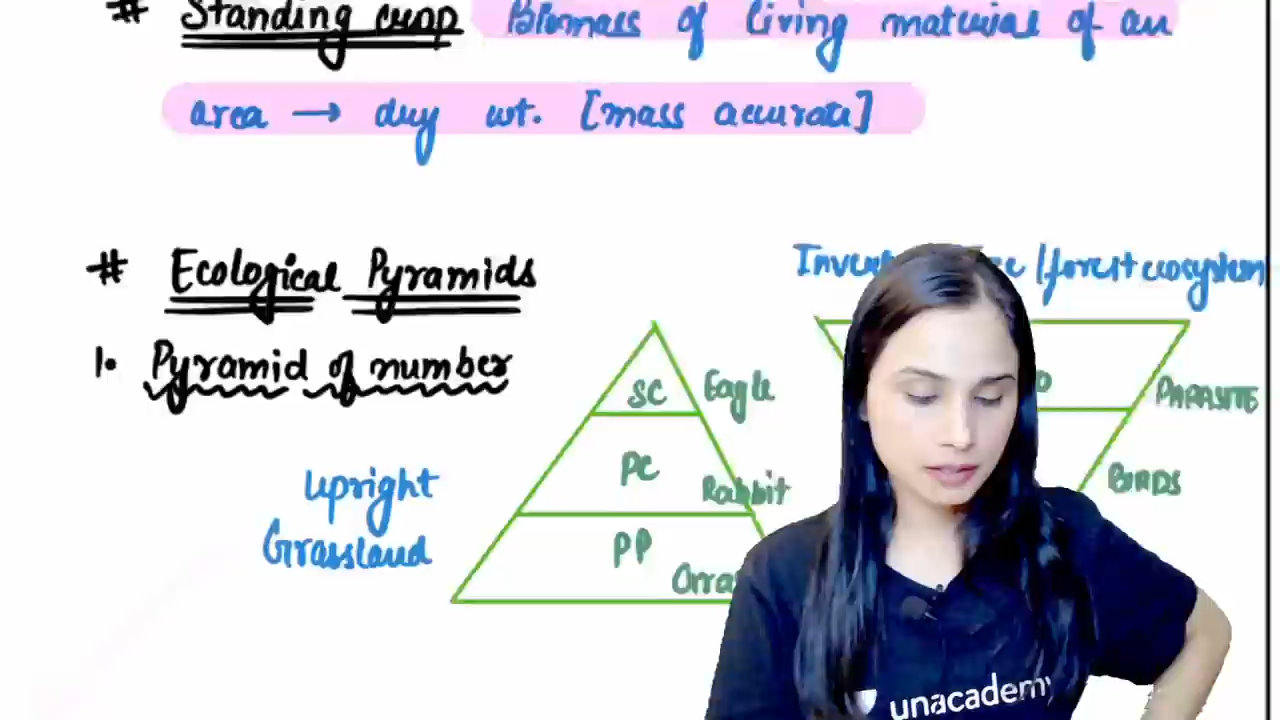 # Standing crop Biomass of living material of an
area → dry wt. [mass accurate]
# Ecological Pyramids
1. Pyramid of number
/forest ecosystem
SC Eagle
PARASITE
PC Rabbit
BIRDS
Upright
Grassland
PP
unacademy